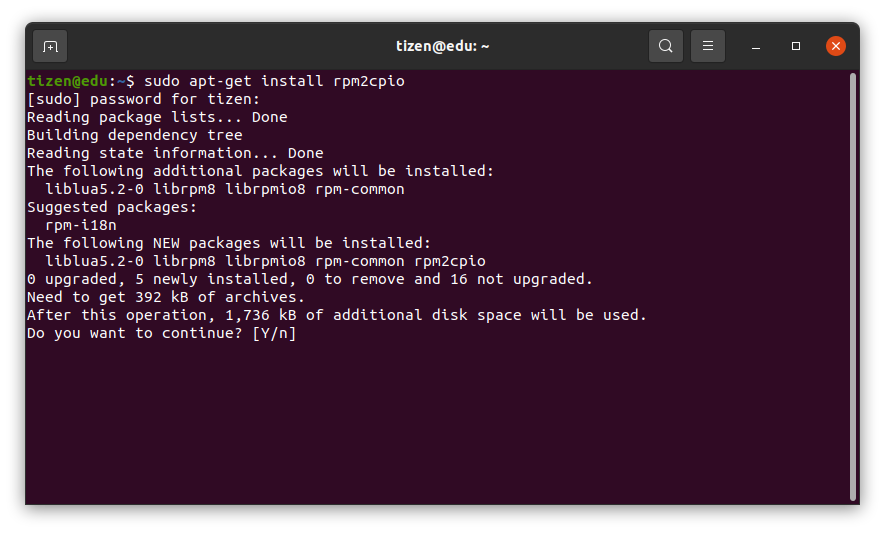 tizen@edu: ~
tizen@edu:~$ sudo apt-get install rpm2cpio
[sudo] password for tizen:
Reading package lists... Done
Building dependency tree
Reading state information... Done
The following additional packages will be installed:
  liblua5.2-0 librpm8 librpmio8 rpm-common
Suggested packages:
  rpm-i18n
The following NEW packages will be installed:
  liblua5.2-0 librpm8 librpmio8 rpm-common rpm2cpio
0 upgraded, 5 newly installed, 0 to remove and 16 not upgraded.
Need to get 392 kB of archives.
After this operation, 1,736 kB of additional disk space will be used.
Do you want to continue? [Y/n]